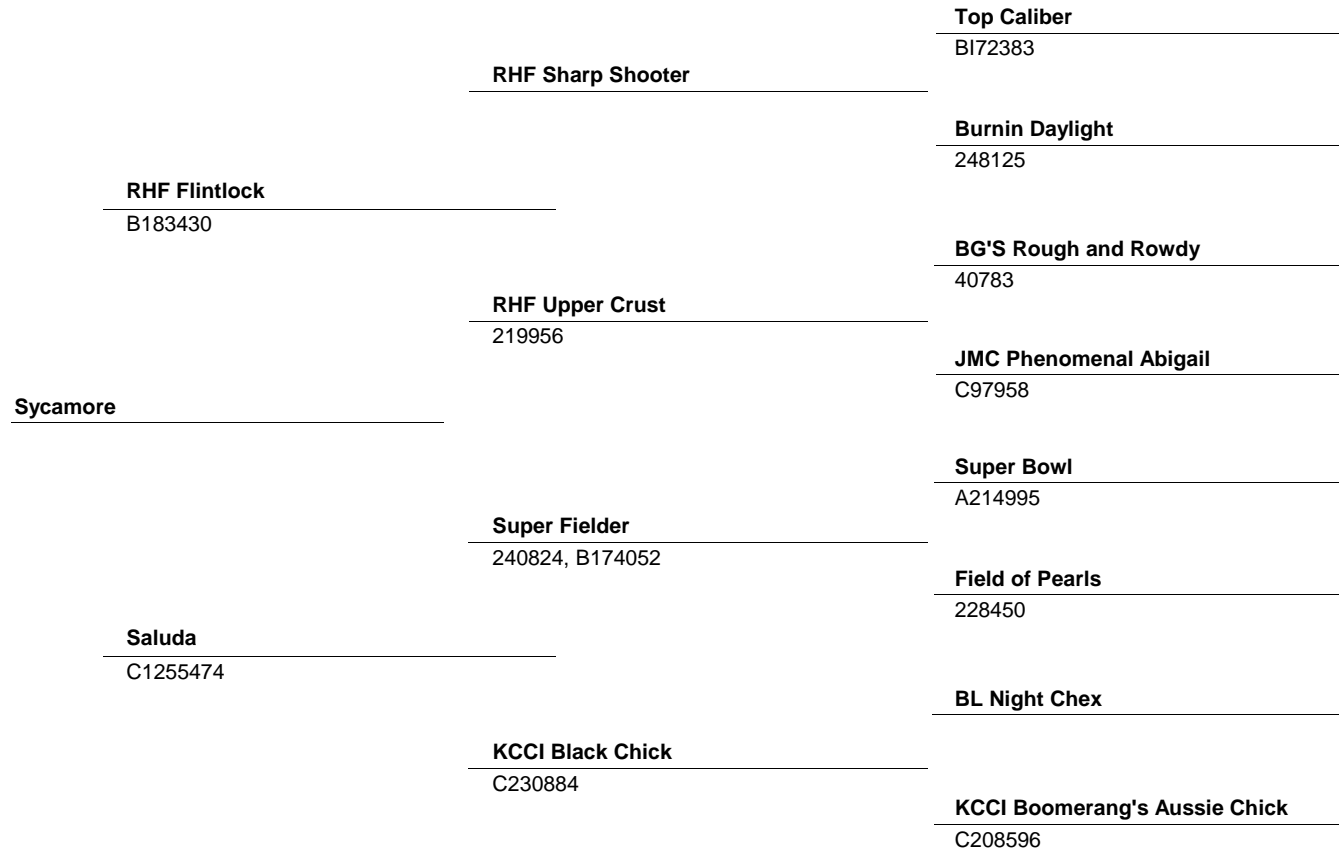 Top Caliber
BI72383
RHF Sharp Shooter
Burnin Daylight
248125
RHF Flintlock
B183430
BG'S Rough and Rowdy
40783
RHF Upper Crust
219956
JMC Phenomenal Abigail
C97958
Sycamore
Super Bowl
A214995
Super Fielder
240824, B174052
Field of Pearls
228450
Saluda
C1255474
BL Night Chex
KCCI Black Chick
C230884
KCCI Boomerang's Aussie Chick
C208596